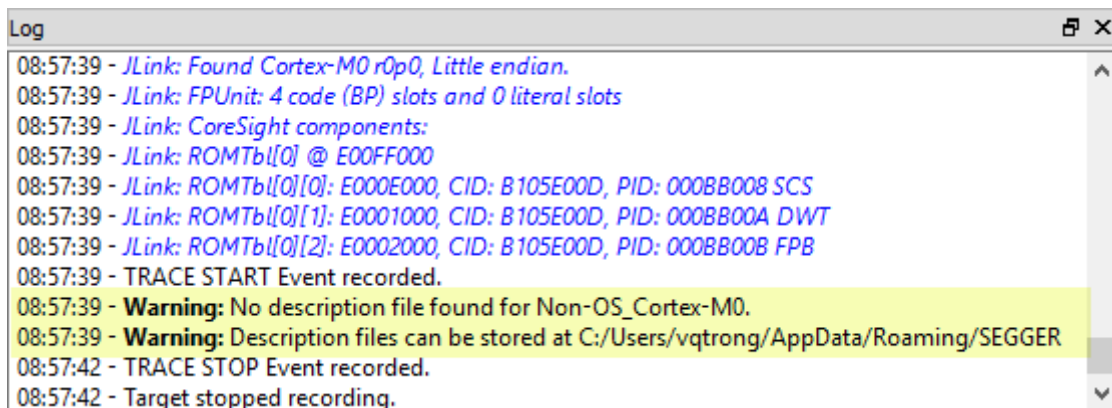 Log
08:57:39 - JLink: Found Cortex-M0 r0p0, Little endian.
08:57:39 - JLink: FPUnit: 4 code (BP) slots and 0 literal slots
08:57:39 - JLink: CoreSight components:
08:57:39 - JLink: ROMTbl[0] @ E00FF000
08:57:39 - JLink: ROMTbl[0][0]: E000E000, CID: B105E00D, PID: 000BB008 SCS
08:57:39 - JLink: ROMTbl[0][1]: E0001000, CID: B105E00D, PID: 000BB00A DWT
08:57:39 - JLink: ROMTbl[0][2]: E0002000, CID: B105E00D, PID: 000BB00B FPB
08:57:39 - TRACE START Event recorded.
08:57:39 - Warning: No description file found for Non-OS_Cortex-M0.
08:57:39 - Warning: Description files can be stored at C:/Users/vqtrong/AppData/Roaming/SEGGER
08:57:42 - TRACE STOP Event recorded.
08:57:42 - Target stopped recording.